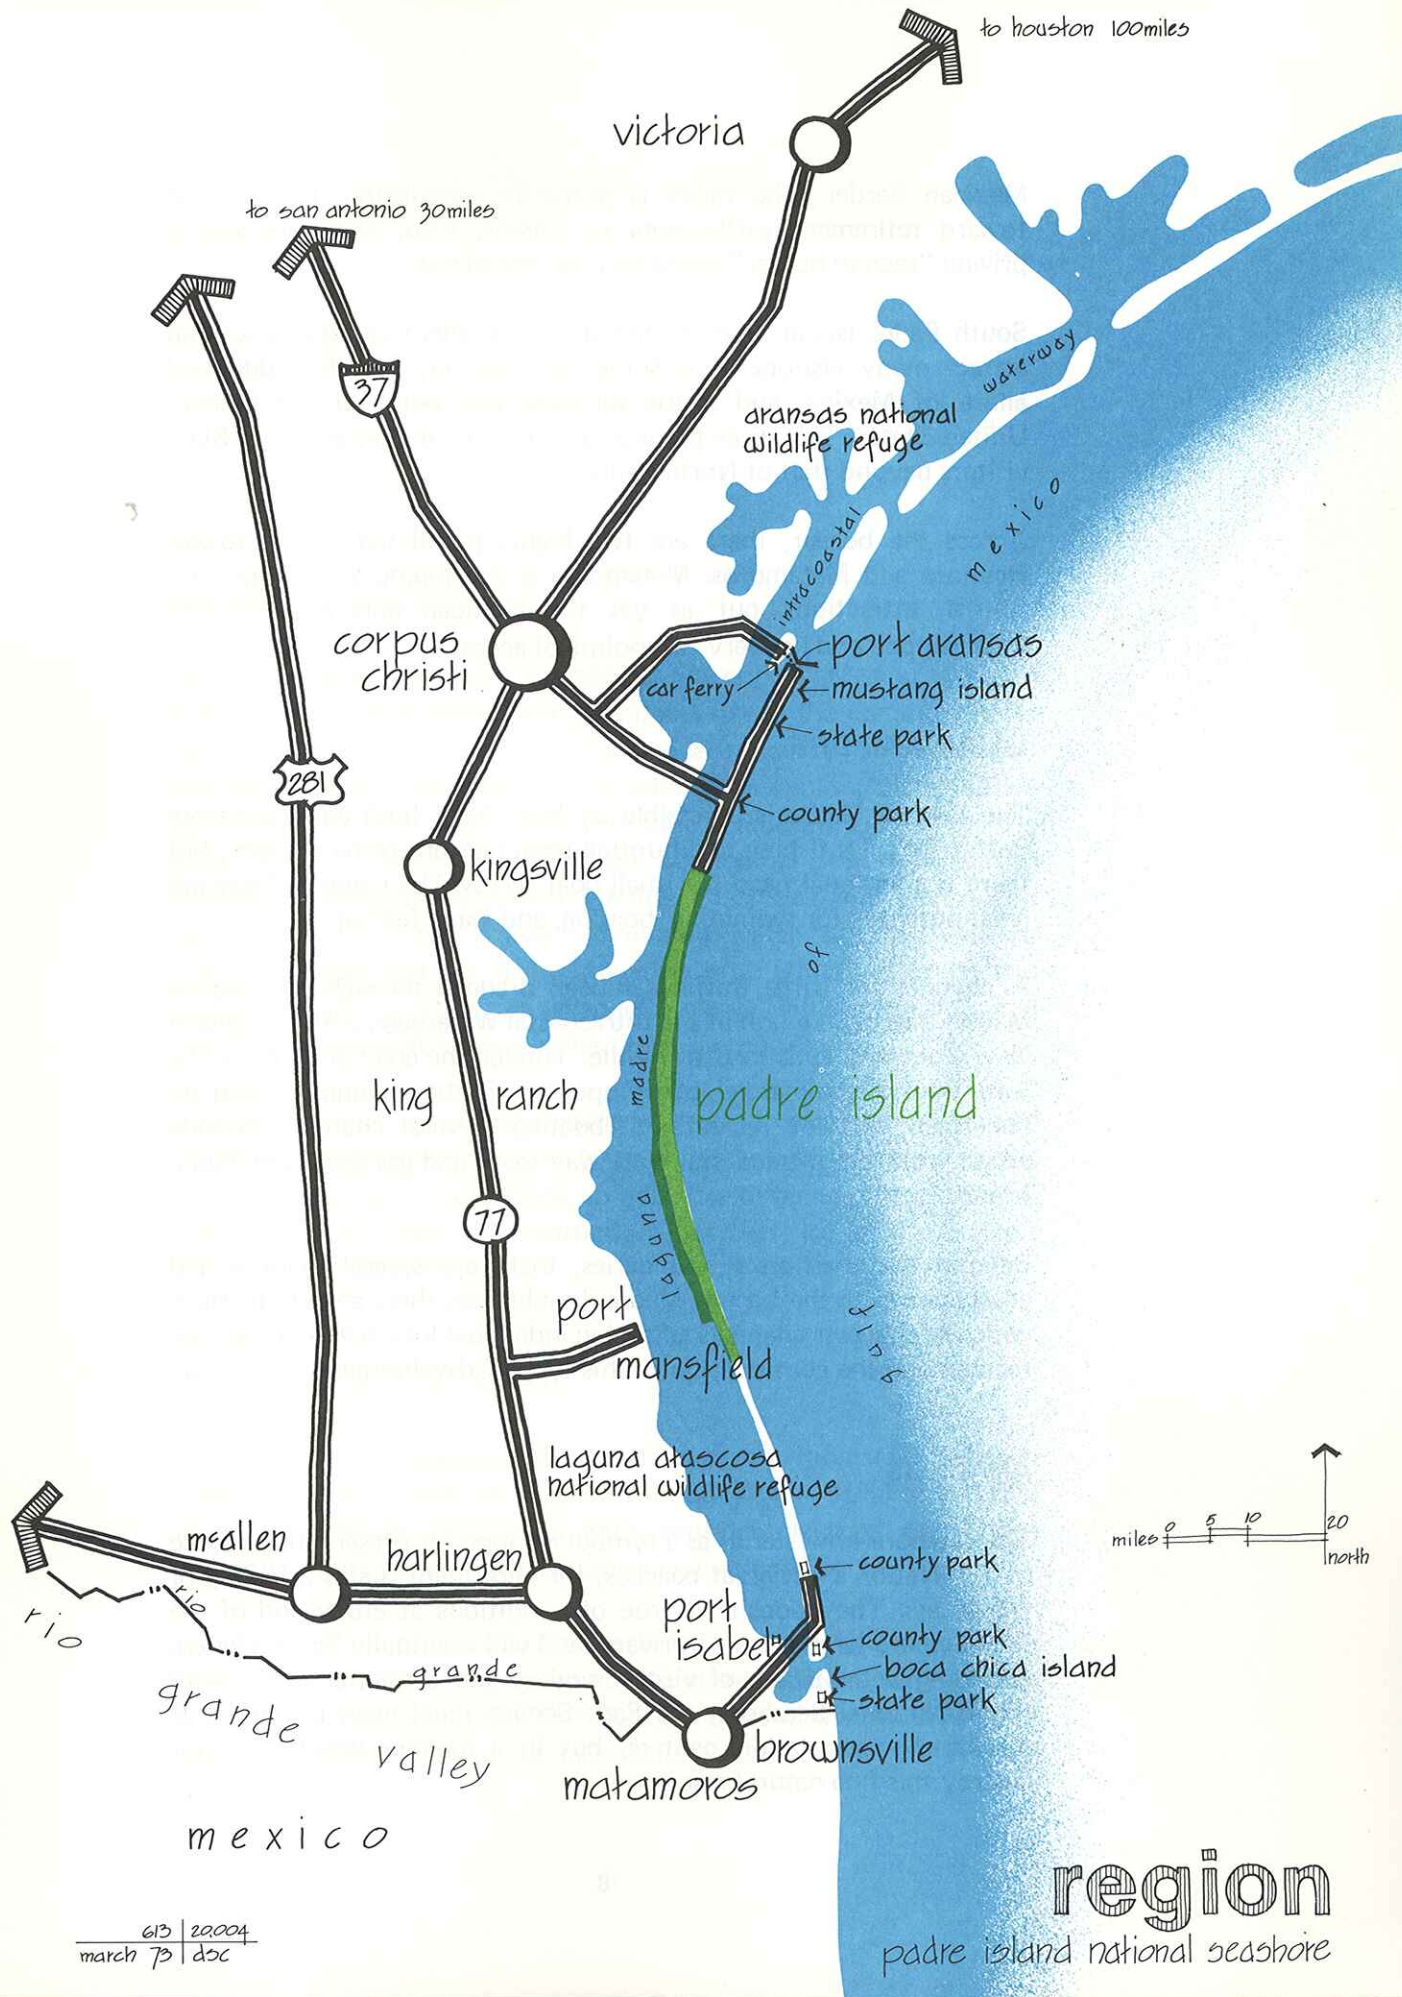 to houston 100miles
victoria
to san antonio 30miles
37
waterway
aransas national
wildlife refuge
mexico
intracoastal
corpus
christi
port aransas
car ferry
mustang island
state park
281
county park
kingsville
of
madre
king ranch
padre island
laguna
77
port
mansfield
gulf
laguna atascosa
national wildlife refuge
miles 0 5 10 20
north
mcallen
harlingen
county park
rio
rio
port
isabel
county park
grande
boca chica island
state park
grande
valley
brownsville
matamoros
mexico
region
613 20,004
march 73 dsc
padre island national seashore